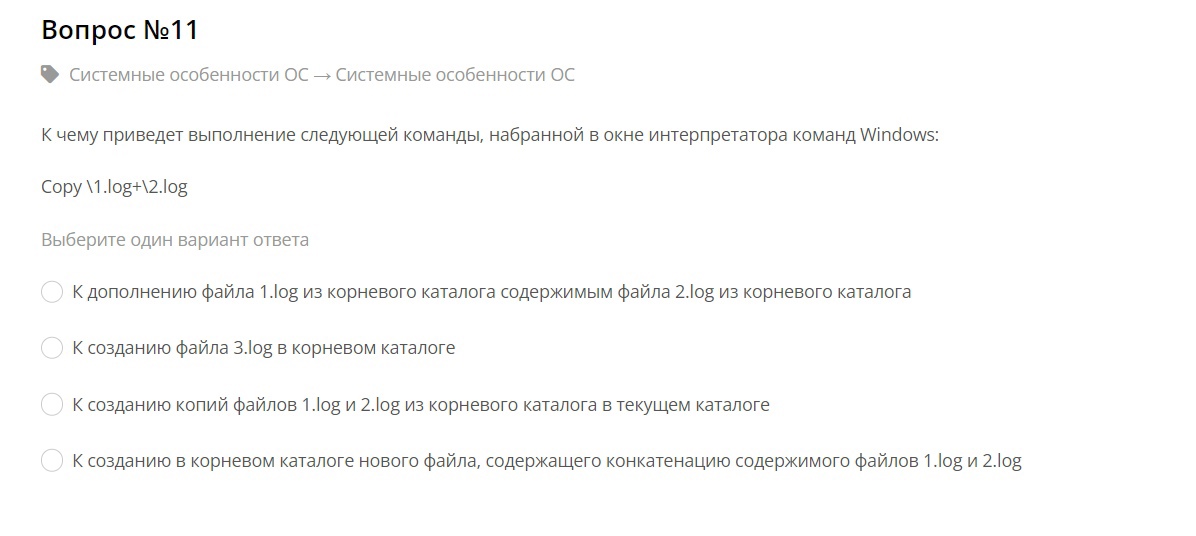 Вопрос №11
Системные особенности ОС → Системные особенности ОС
К чему приведет выполнение следующей команды, набранной в окне интерпретатора команд Windows:
Copy \1.log+\2.log
Выберите один вариант ответа
К дополнению файла 1.log из корневого каталога содержимым файла 2.log из корневого каталога
К созданию файла 3.log в корневом каталоге
К созданию копий файлов 1.log и 2.log из корневого каталога в текущем каталоге
К созданию в корневом каталоге нового файла, содержащего конкатенацию содержимого файлов 1.log и 2.log